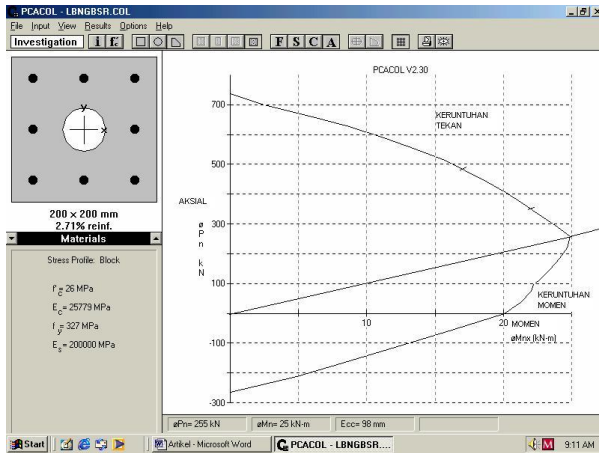 PCACOL - LBNGBSR.COL
File Input View Results Options Help
Investigation i f'c F S C A
y
x
200 x 200 mm
2.71% reinf.
Materials
Stress Profile: Block
f'c = 26 MPa
Ec = 25779 MPa
fy = 327 MPa
Es = 200000 MPa
PCACOL V2.30
700
500
300
100
-100
-300
AKSIAL
ø
P
n
k
N
KERUNTUHAN
TEKAN
KERUNTUHAN
MOMEN
10
20
MOMEN
øMnx (kN-m)
øPn= 255 kN
øMn= 25 kN-m
Ecc= 98 mm
Start
Artikel - Microsoft Word
PCACOL - LBNGBSR....
M
9:11 AM